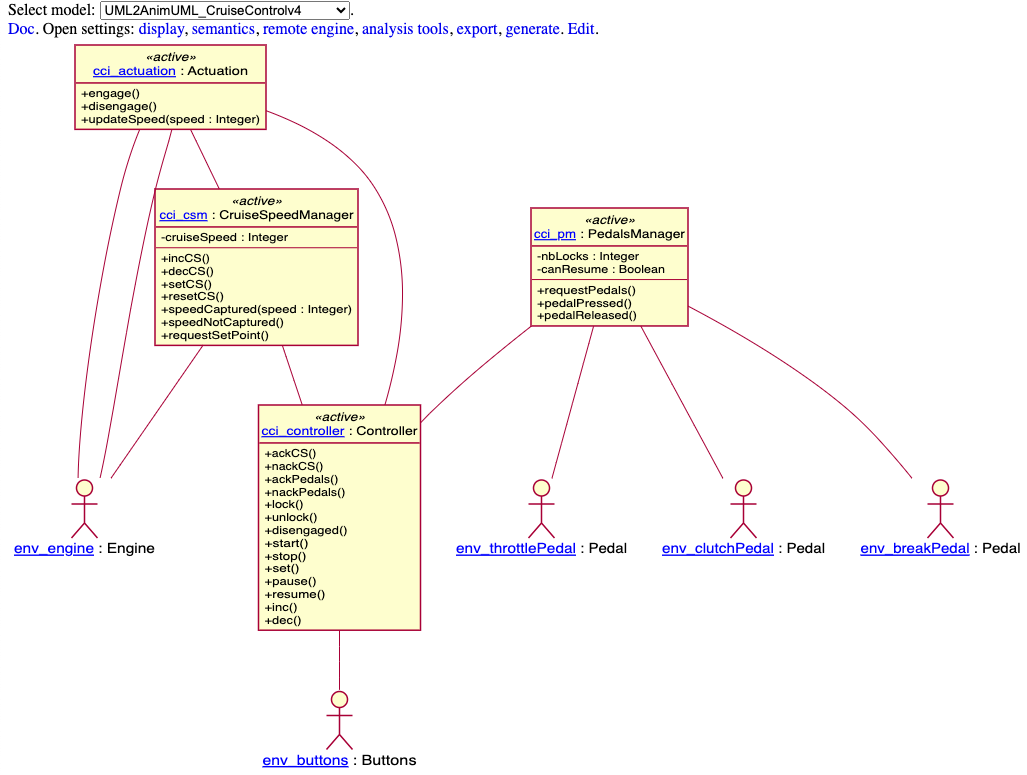 Select model: UML2AnimUML_CruiseControlv4.
Doc. Open settings: display, semantics, remote engine, analysis tools, export, generate. Edit.
«active»
cci_actuation : Actuation
+engage()
+disengage()
+updateSpeed(speed : Integer)
«active»
cci_csm : CruiseSpeedManager
-cruiseSpeed : Integer
+incCS()
+decCS()
+setCS()
+resetCS()
+speedCaptured(speed : Integer)
+speedNotCaptured()
+requestSetPoint()
«active»
cci_pm : PedalsManager
-nbLocks : Integer
-canResume : Boolean
+requestPedals()
+pedalPressed()
+pedalReleased()
«active»
cci_controller : Controller
+ackCS()
+nackCS()
+ackPedals()
+nackPedals()
+lock()
+unlock()
+disengaged()
+start()
+stop()
+set()
+pause()
+resume()
+inc()
+dec()
env_engine : Engine
env_throttlePedal : Pedal
env_clutchPedal : Pedal
env_breakPedal : Pedal
env_buttons : Buttons